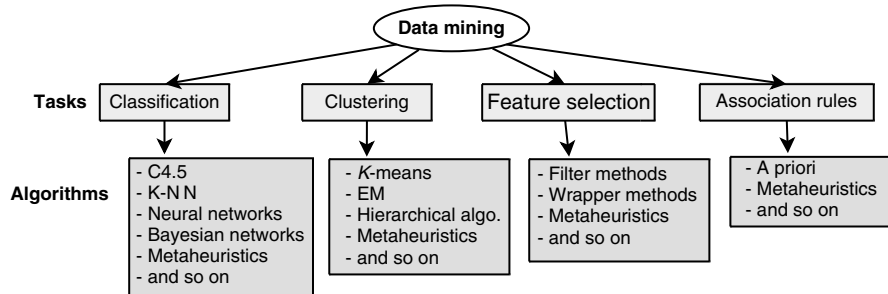 Data mining
Tasks
Classification
Clustering
Feature selection
Association rules
Algorithms
- C4.5
- K-N N
- Neural networks
- Bayesian networks
- Metaheuristics
- and so on
- K-means
- EM
- Hierarchical algo.
- Metaheuristics
- and so on
- Filter methods
- Wrapper methods
- Metaheuristics
- and so on
- A priori
- Metaheuristics
- and so on